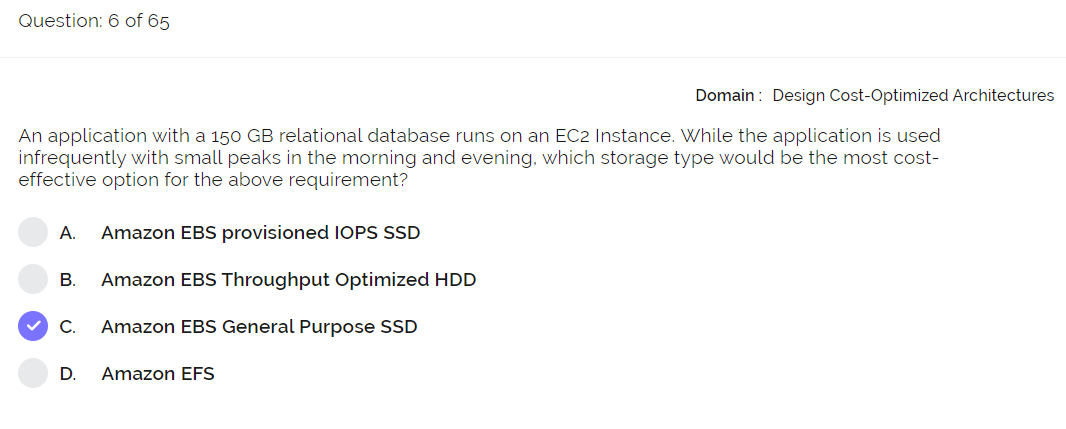 Question: 6 of 65
Domain : Design Cost-Optimized Architectures
An application with a 150 GB relational database runs on an EC2 Instance. While the application is used
infrequently with small peaks in the morning and evening, which storage type would be the most cost-
effective option for the above requirement?
A. Amazon EBS provisioned IOPS SSD
B. Amazon EBS Throughput Optimized HDD
C. Amazon EBS General Purpose SSD
D. Amazon EFS